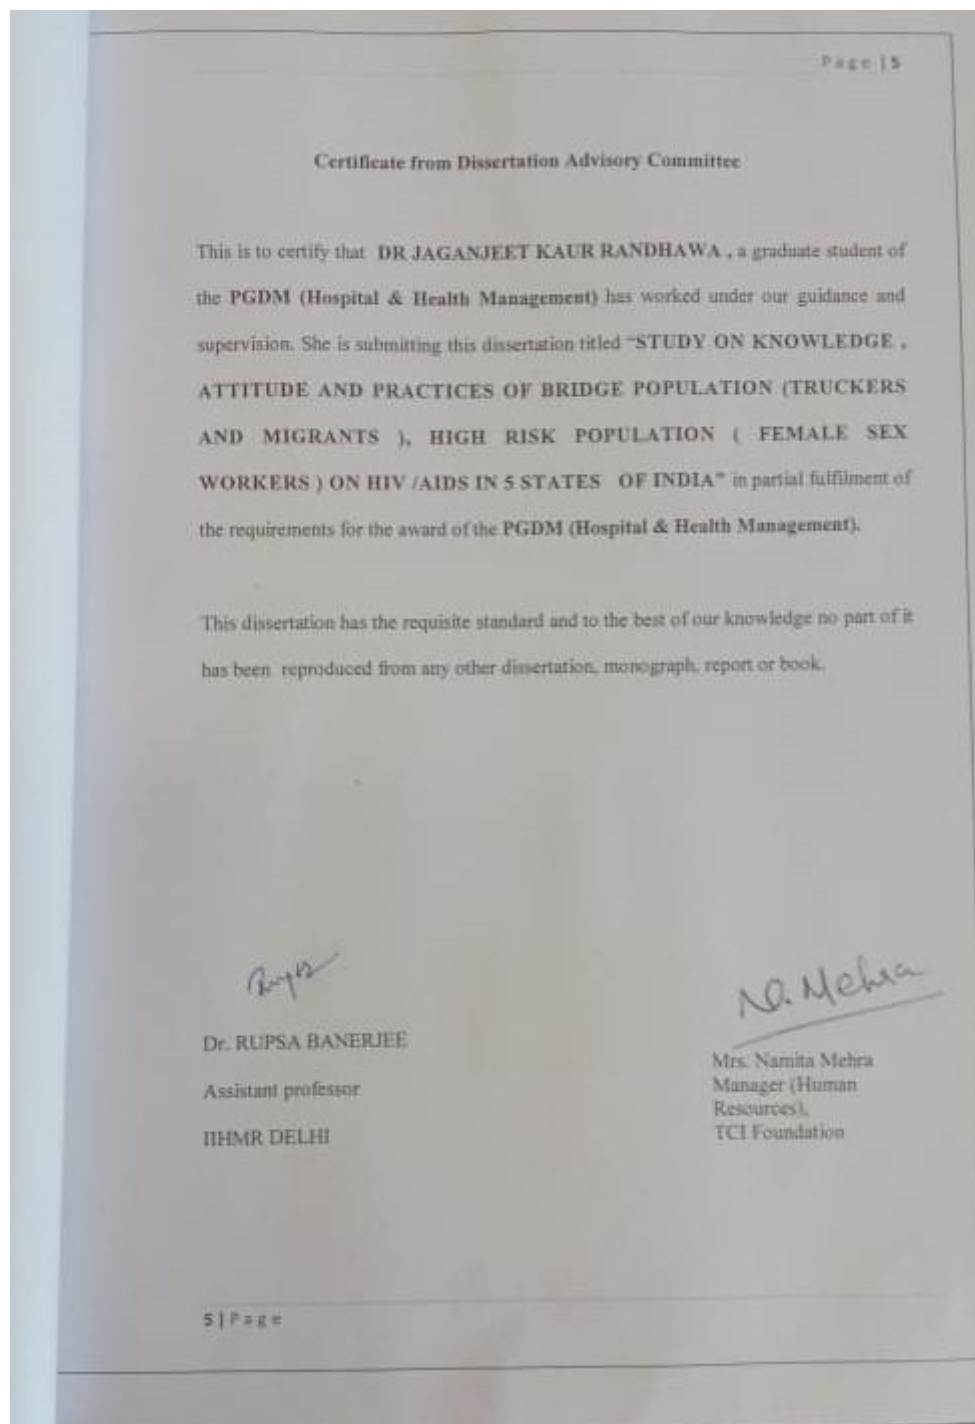 Page | 5
Certificate from Dissertation Advisory Committee
This is to certify that DR JAGANJEET KAUR RANDHAWA , a graduate student of
the PGDM (Hospital & Health Management) has worked under our guidance and
supervision. She is submitting this dissertation titled "STUDY ON KNOWLEDGE ,
ATTITUDE AND PRACTICES OF BRIDGE POPULATION (TRUCKERS
AND MIGRANTS ), HIGH RISK POPULATION ( FEMALE SEX
WORKERS ) ON HIV /AIDS IN 5 STATES OF INDIA" in partial fulfilment of
the requirements for the award of the PGDM (Hospital & Health Management).
This dissertation has the requisite standard and to the best of our knowledge no part of it
has been reproduced from any other dissertation, monograph, report or book.
N. Mehra
Dr. RUPSA BANERJEE
Assistant professor
IIHMR DELHI
Mrs. Namita Mehra
Manager (Human
Resources),
TCI Foundation
5 | Page